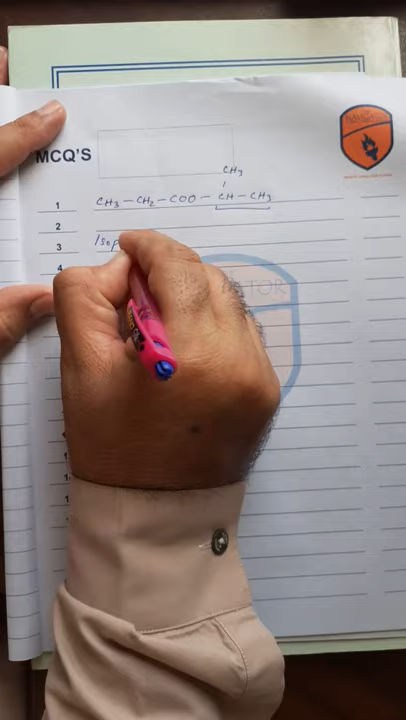 MCQ'S
CH3
1 CH3 - CH2 - COO - CH - CH3
2
3 Isop
4